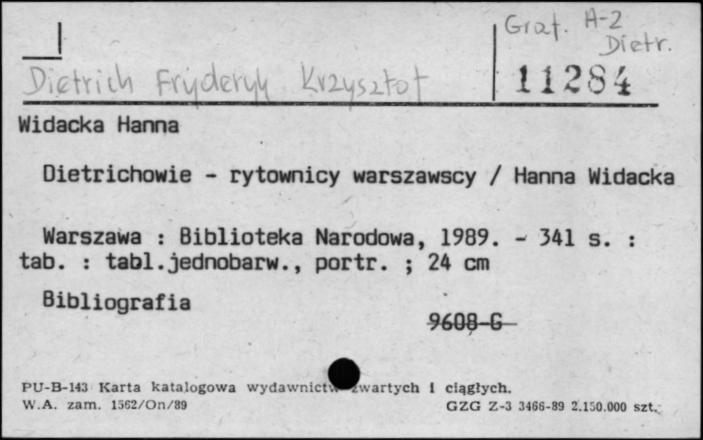 Graf. A-2
Dietr.
Dietrich Fryderyk Krzysztof
11284
Widacka Hanna
Dietrichowie - rytownicy warszawscy / Hanna Widacka
Warszawa : Biblioteka Narodowa, 1989. - 341 s. :
tab. : tabl.jednobarw., portr. ; 24 cm
Bibliografia
9608-G
PU-B-143 Karta katalogowa wydawnictw zwartych i ciągłych.
W.A. zam. 1562/On/89 GZG Z-3 3466-89 2.150.000 szt.